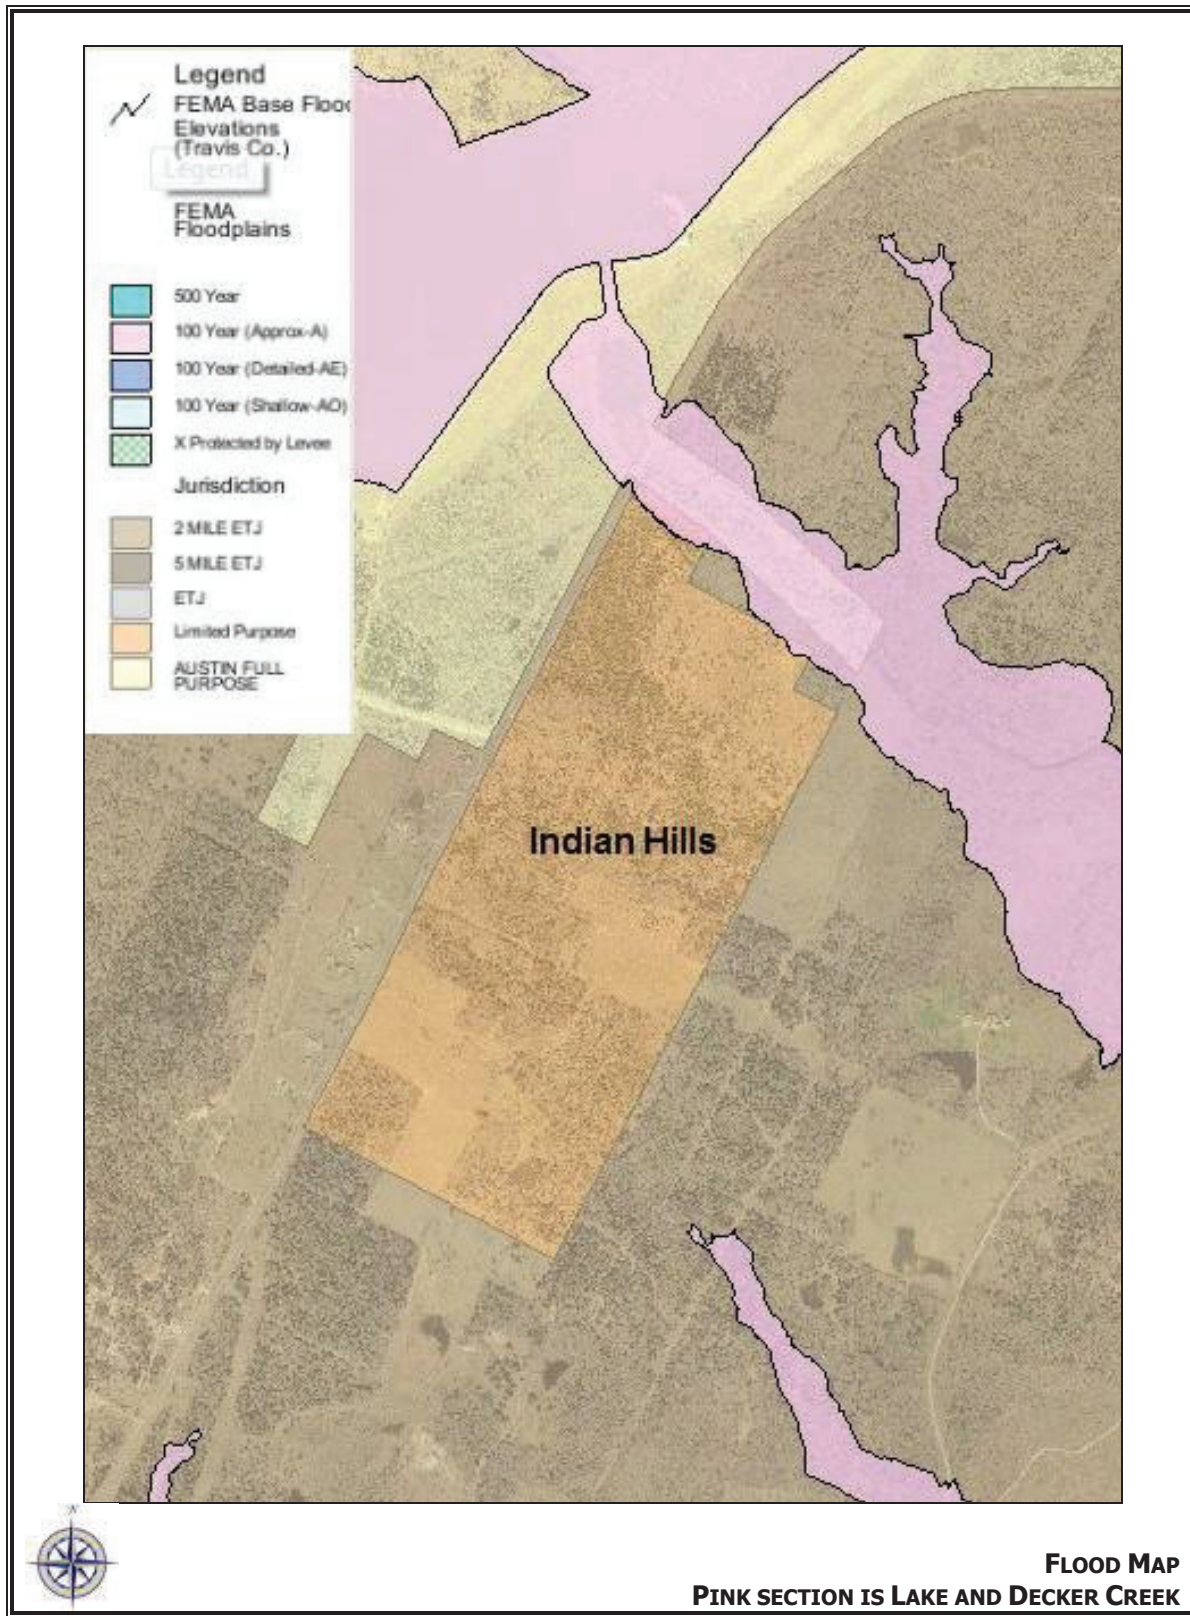 Legend
FEMA Base Flood
Elevations
(Travis Co.)
Legend
FEMA
Floodplains
500 Year
100 Year (Approx-A)
100 Year (Detailed-AE)
100 Year (Shallow-AO)
X Protected by Levee
Jurisdiction
2 MILE ETJ
5 MILE ETJ
ETJ
Limited Purpose
AUSTIN FULL
PURPOSE
Indian Hills
N
FLOOD MAP
PINK SECTION IS LAKE AND DECKER CREEK